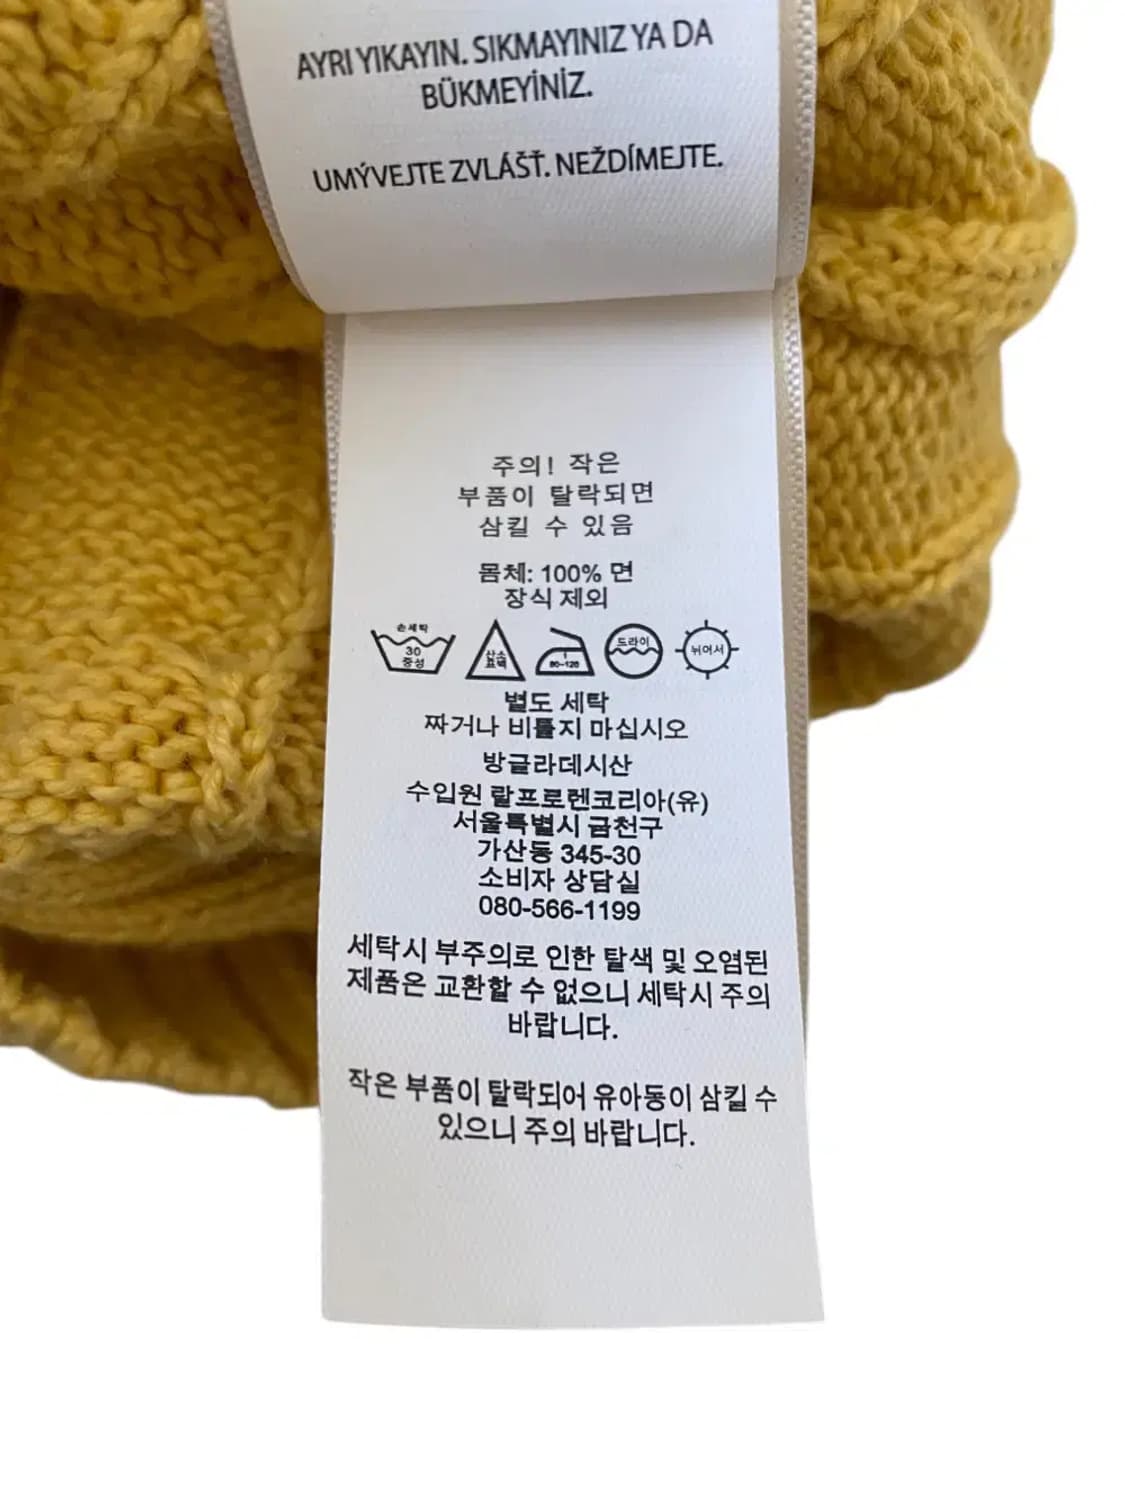 AYRI YIKAYIN. SIKMAYINIZ YA DA
BÜKMEYİNİZ.
UMÝVEJTE ZVLÁŠŤ. NEŽDÍMEJTE.
주의! 작은
부품이 탈락되면
삼킬 수 있음
몸체: 100% 면
장식 제외
손세탁
30
중성
산소
표백
80~120
드라이
뉘어서
별도 세탁
짜거나 비틀지 마십시오
방글라데시산
수입원 랄프로렌코리아(유)
서울특별시 금천구
가산동 345-30
소비자 상담실
080-566-1199
세탁시 부주의로 인한 탈색 및 오염된
제품은 교환할 수 없으니 세탁시 주의
바랍니다.
작은 부품이 탈락되어 유아동이 삼킬 수
있으니 주의 바랍니다.